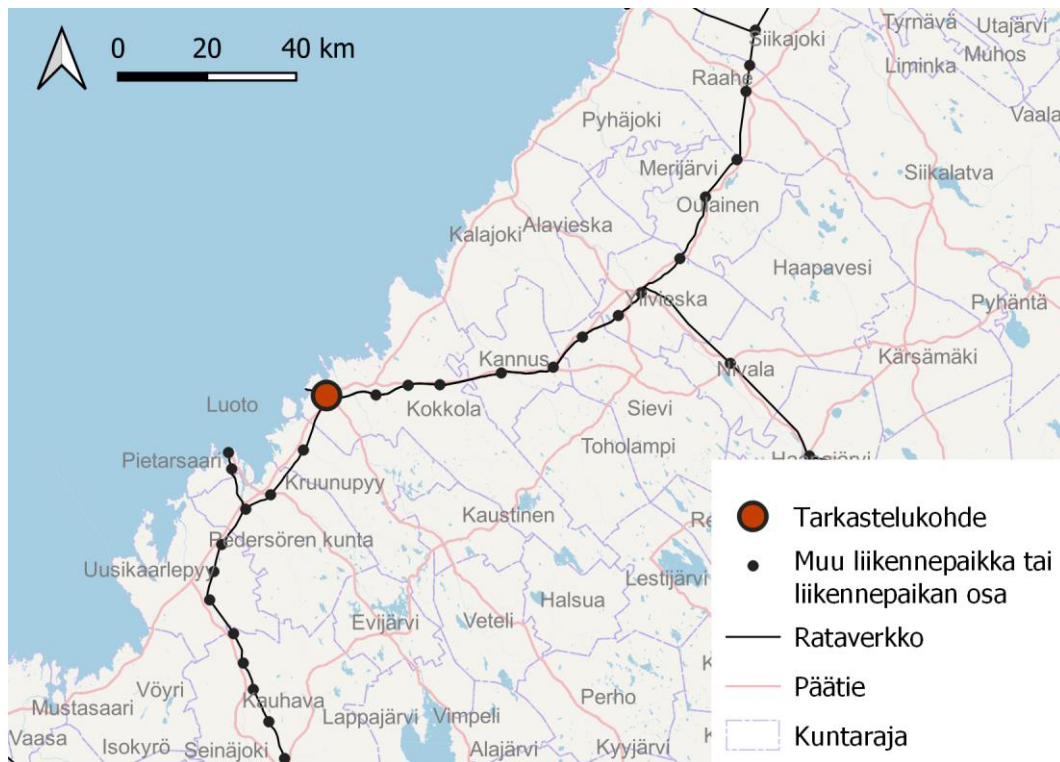 0 20 40 km
Siikajoki
Tyrnävä
Utajärvi
Muhos
Liminka
Raahe
Vaala
Pyhäjoki
Merijärvi
Siikalatva
Oulainen
Alavieska
Kalajoki
Haapavesi
Ylivieska
Pyhäntä
Kannus
Kärsämäki
Nivala
Luoto
Kokkola
Sievi
Toholampi
Pietarsaari
Haapajärvi
Kruunupyy
Kaustinen
Re
Pedersören kunta
Uusikaarlepyy
Lestijärvi
Halsua
Evijärvi
Veteli
Vöyri
Kauhava
Perho
Mustasaari
Lappajärvi
Vimpeli
Vaasa
Isokyrö
Seinäjoki
Alajärvi
Kyyjärvi
Tarkastelukohde
Muu liikennepaikka tai
liikennepaikan osa
Rataverkko
Päätie
Kuntaraja